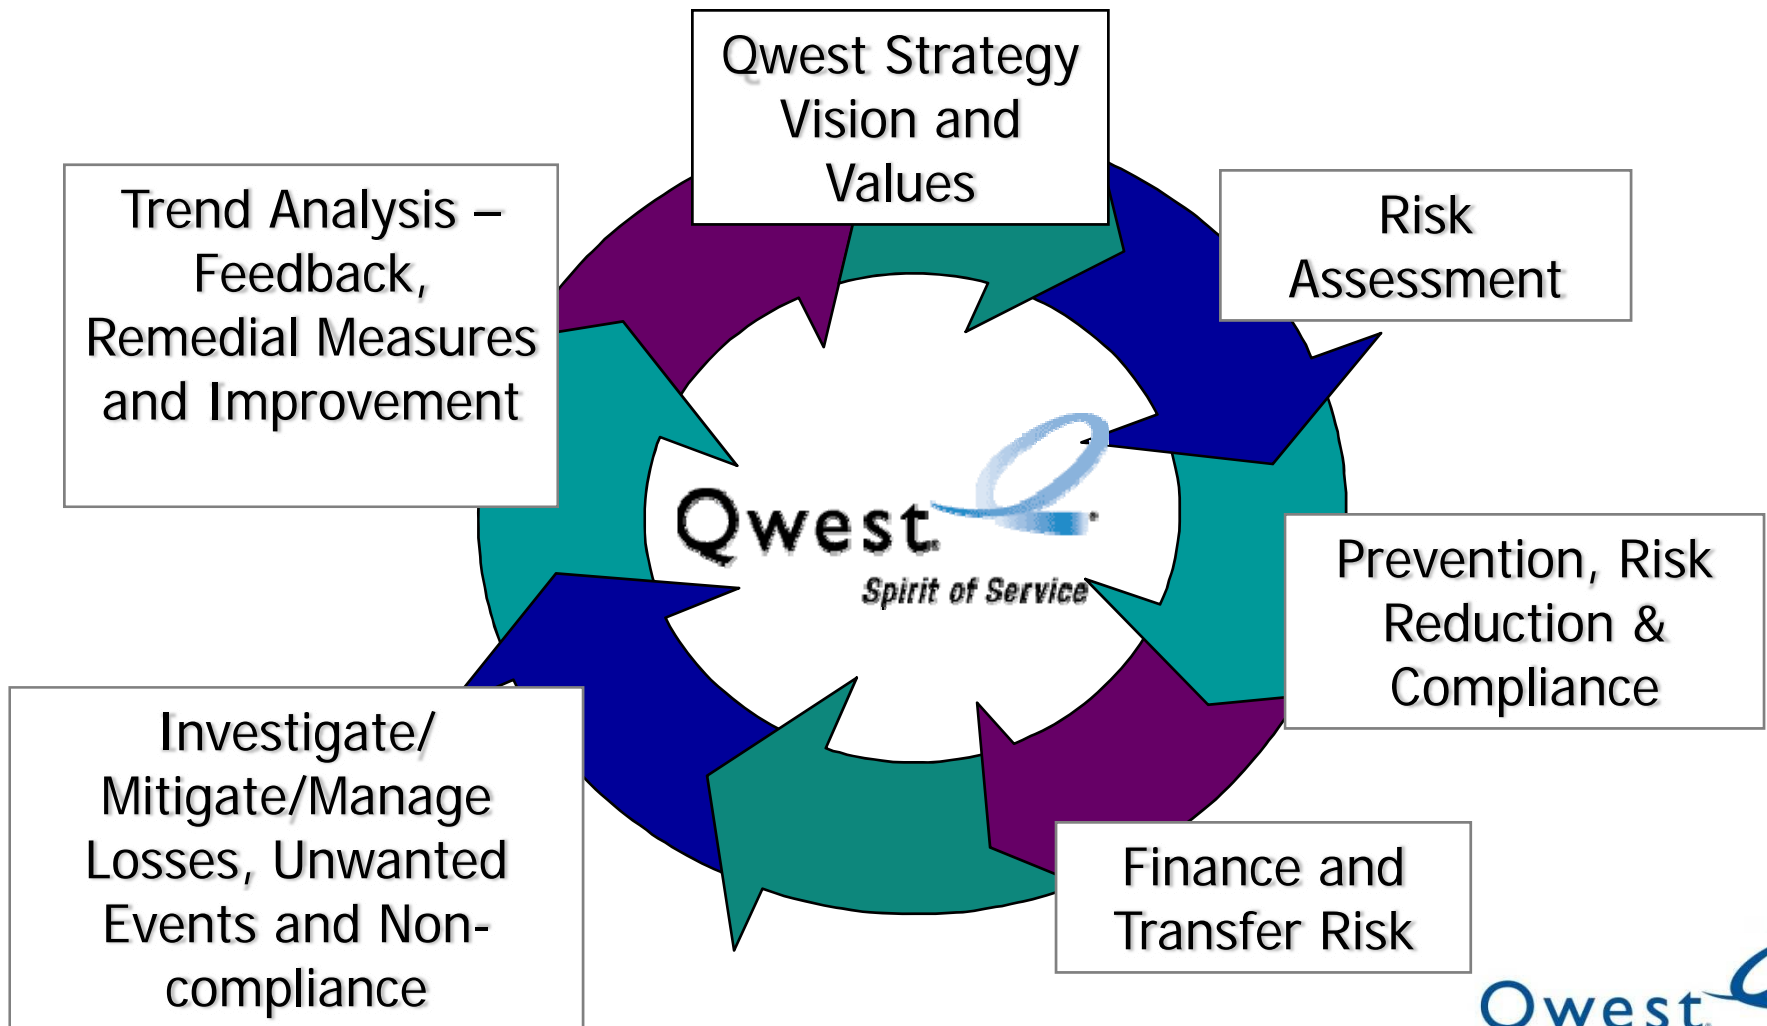 Qwest Strategy
Vision and
Values
Risk
Assessment
Prevention, Risk
Reduction &
Compliance
Finance and
Transfer Risk
Investigate/
Mitigate/Manage
Losses, Unwanted
Events and Non-
compliance
Trend Analysis –
Feedback,
Remedial Measures
and Improvement
Qwest
Spirit of Service
Qwest